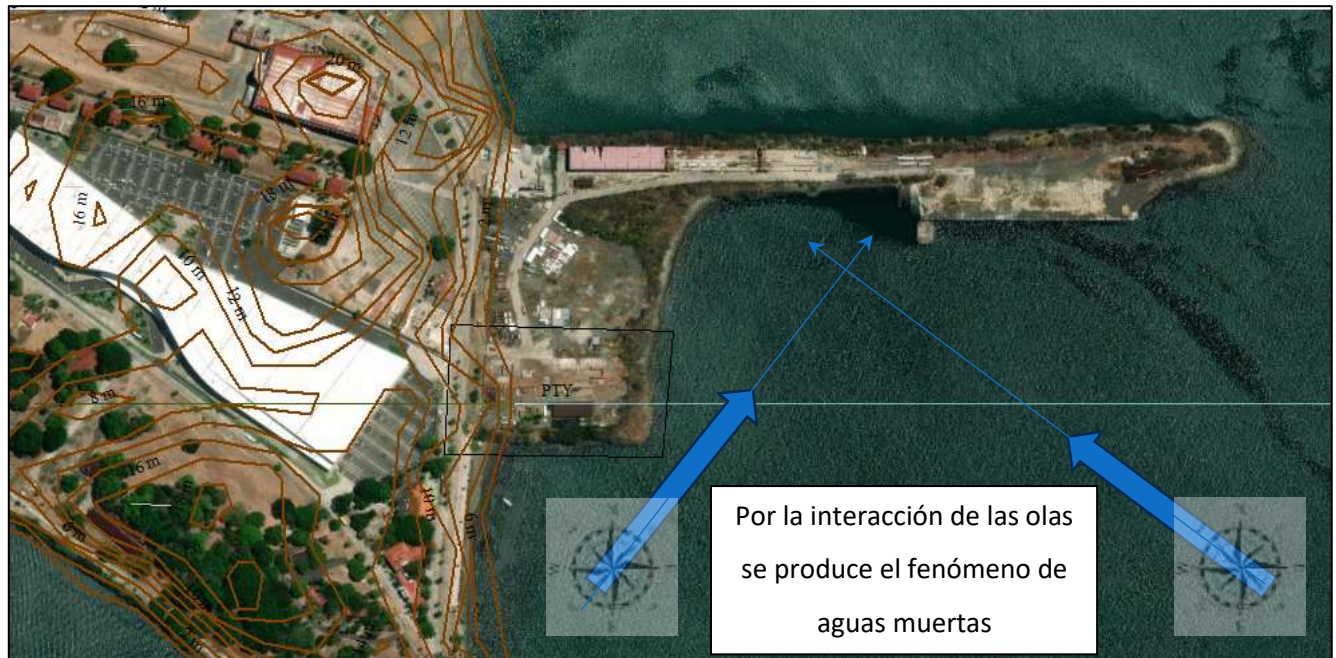 20 m
16 m
12 m
18 m
16 m
2 m
10 m
12 m
PTY
8 m
16 m
10 m
6 m
Por la interacción de las olas
se produce el fenómeno de
aguas muertas